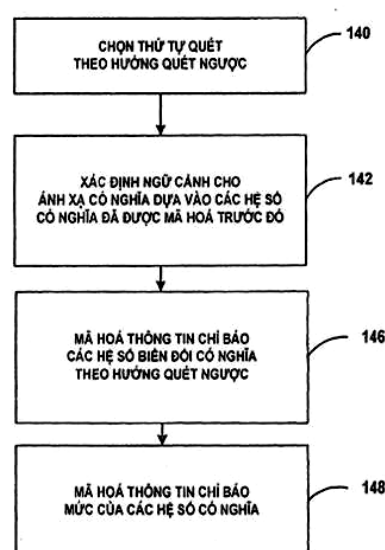 CHỌN THỨ TỰ QUÉT
THEO HƯỚNG QUÉT NGƯỢC
140
XÁC ĐỊNH NGỮ CẢNH CHO
ÁNH XẠ CÓ NGHĨA DỰA VÀO CÁC HỆ SỐ
CÓ NGHĨA ĐÃ ĐƯỢC MÃ HOÁ TRƯỚC ĐÓ
142
MÃ HOÁ THÔNG TIN CHỈ BÁO
CÁC HỆ SỐ BIẾN ĐỔI CÓ NGHĨA
THEO HƯỚNG QUÉT NGƯỢC
146
MÃ HOÁ THÔNG TIN CHỈ BÁO
MỨC CỦA CÁC HỆ SỐ CÓ NGHĨA
148